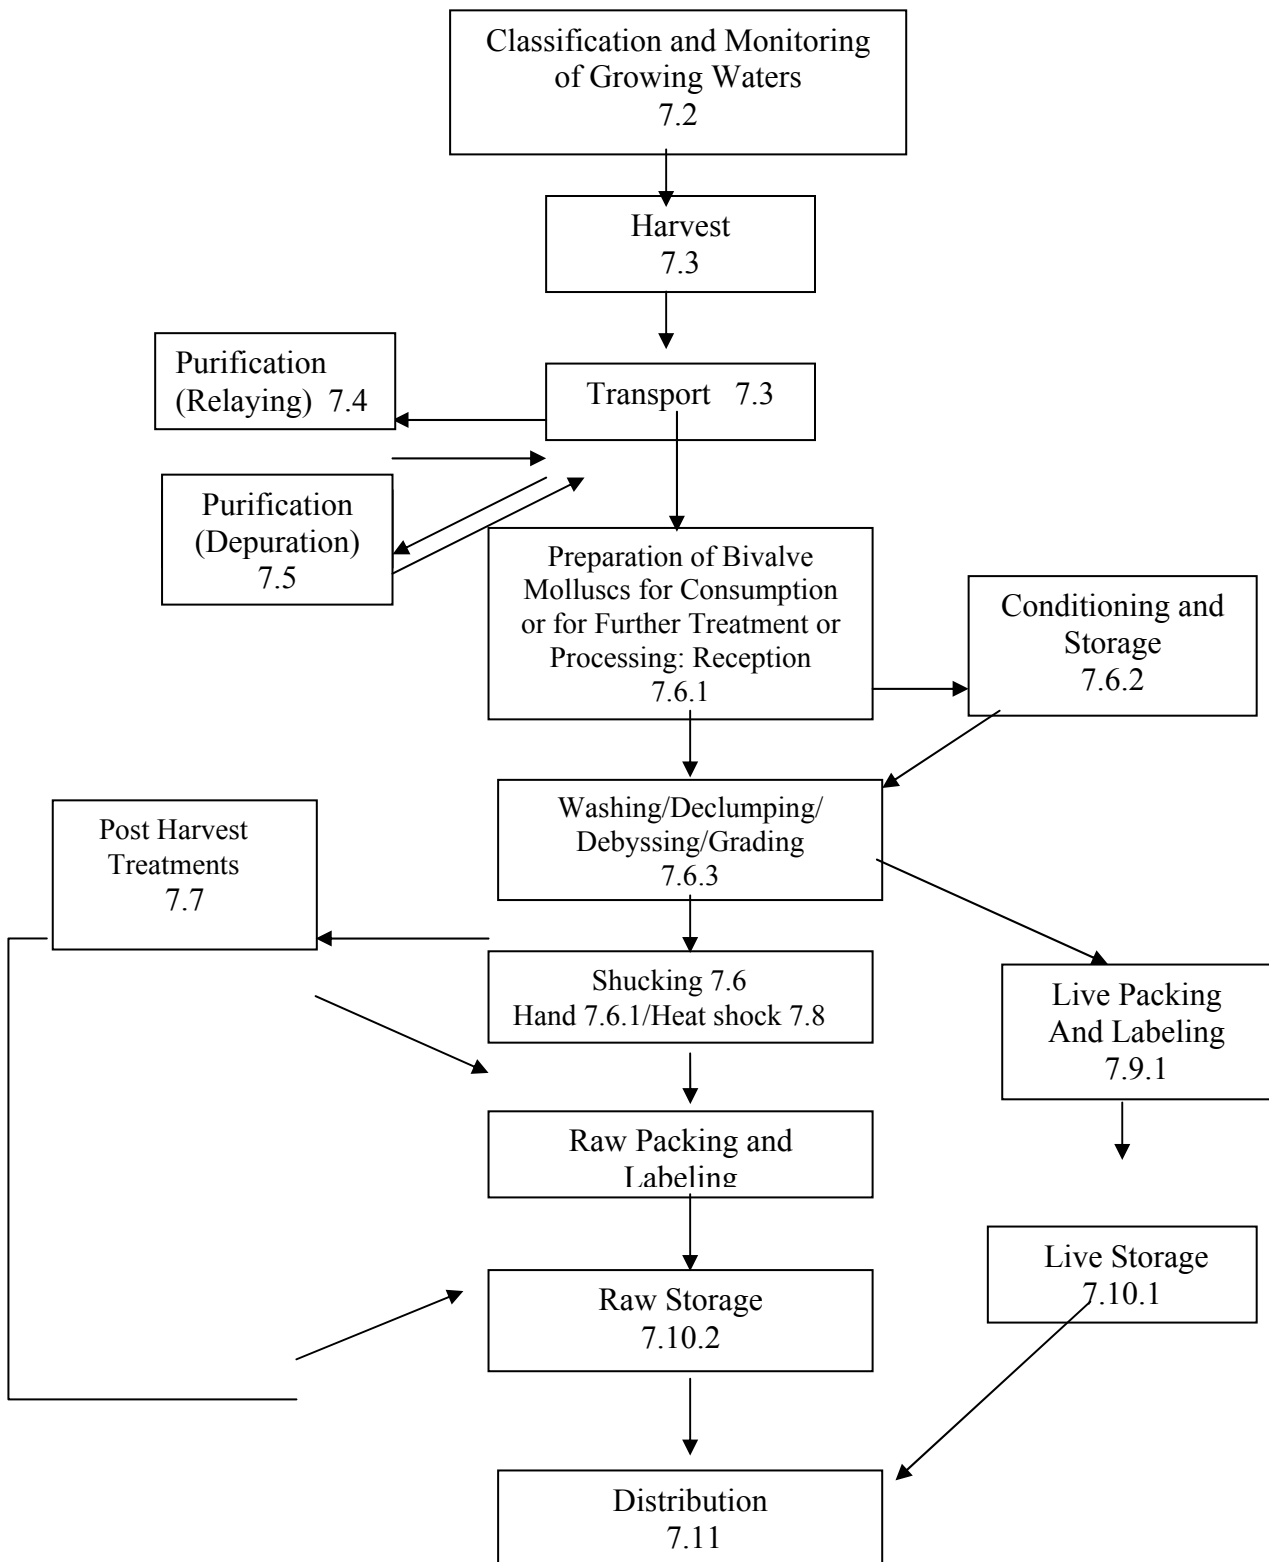 Classification and Monitoring
of Growing Waters
7.2
Harvest
7.3
Purification
(Relaying) 7.4
Transport 7.3
Purification
(Depuration)
7.5
Preparation of Bivalve
Molluscs for Consumption
or for Further Treatment or
Processing: Reception
7.6.1
Conditioning and
Storage
7.6.2
Washing/Declumping/
Debyssing/Grading
7.6.3
Post Harvest
Treatments
7.7
Shucking 7.6
Hand 7.6.1/Heat shock 7.8
Live Packing
And Labeling
7.9.1
Raw Packing and
Labeling
Live Storage
7.10.1
Raw Storage
7.10.2
Distribution
7.11